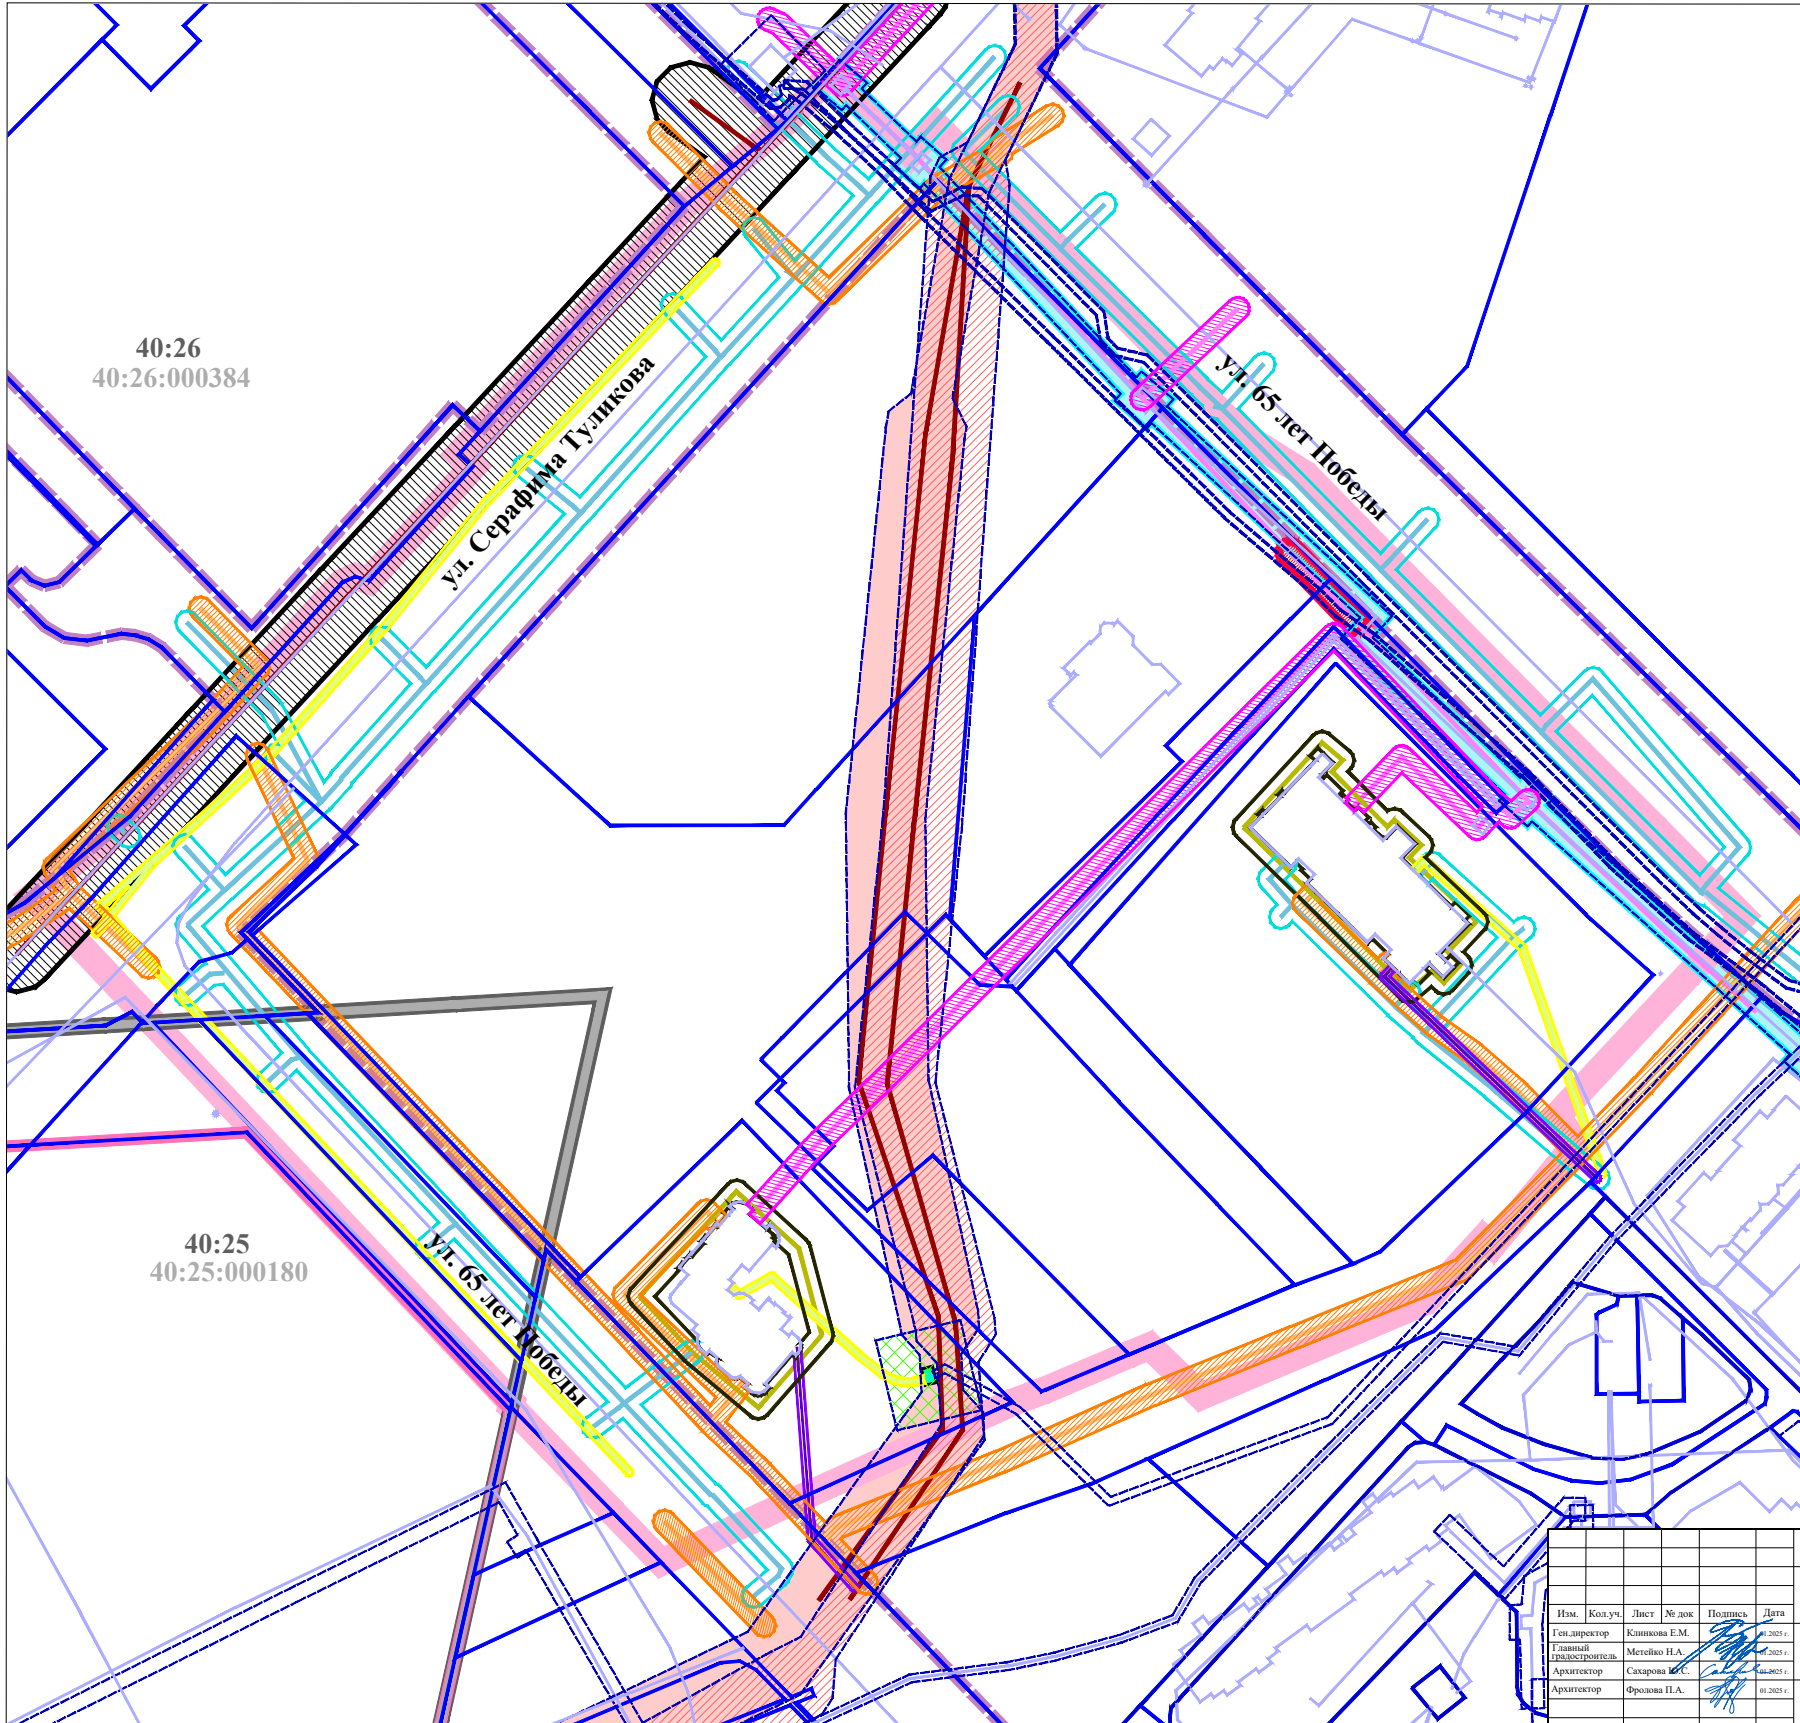 40:26
40:26:000384
ул. Серафима Туликова
ул. 65 лет Победы
40:25
40:25:000180
ул. 65 лет Победы
Изм. Кол.уч. Лист № док Подпись Дата
Ген.директор Клинкова Е.М. 01.2025 г.
Главный градостроитель Метейко Н.А. 01.2025 г.
Архитектор Сахарова Ю.С. 01.2025 г.
Архитектор Фролова П.А. 01.2025 г.